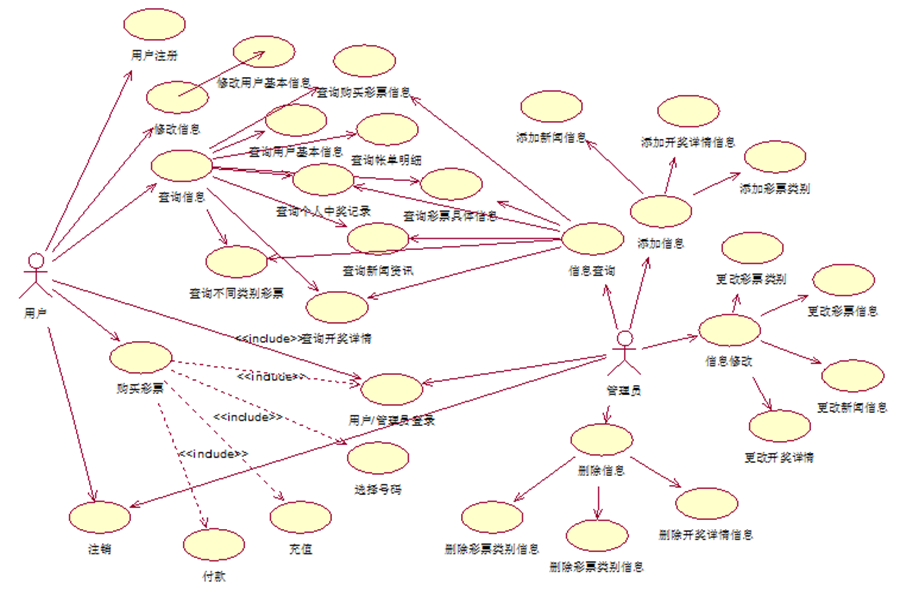 用户注册
修改用户基本信息
查询购买彩票信息
修改信息
添加新闻信息
添加开奖详情信息
查询用户基本信息
查询帐单明细
添加彩票类别
查询信息
查询个人中奖记录
查询彩票具体信息
添加信息
查询新闻资讯
信息查询
查询不同类别彩票
更改彩票类别
用户
更改彩票信息
<<include>>
查询开奖详情
信息修改
购买彩票
<<include>>
管理员
更改新闻信息
<<include>>
用户/管理员登录
<<include>>
更改开奖详情
选择号码
删除信息
注销
付款
充值
删除彩票类别信息
删除彩票类别信息
删除开奖详情信息